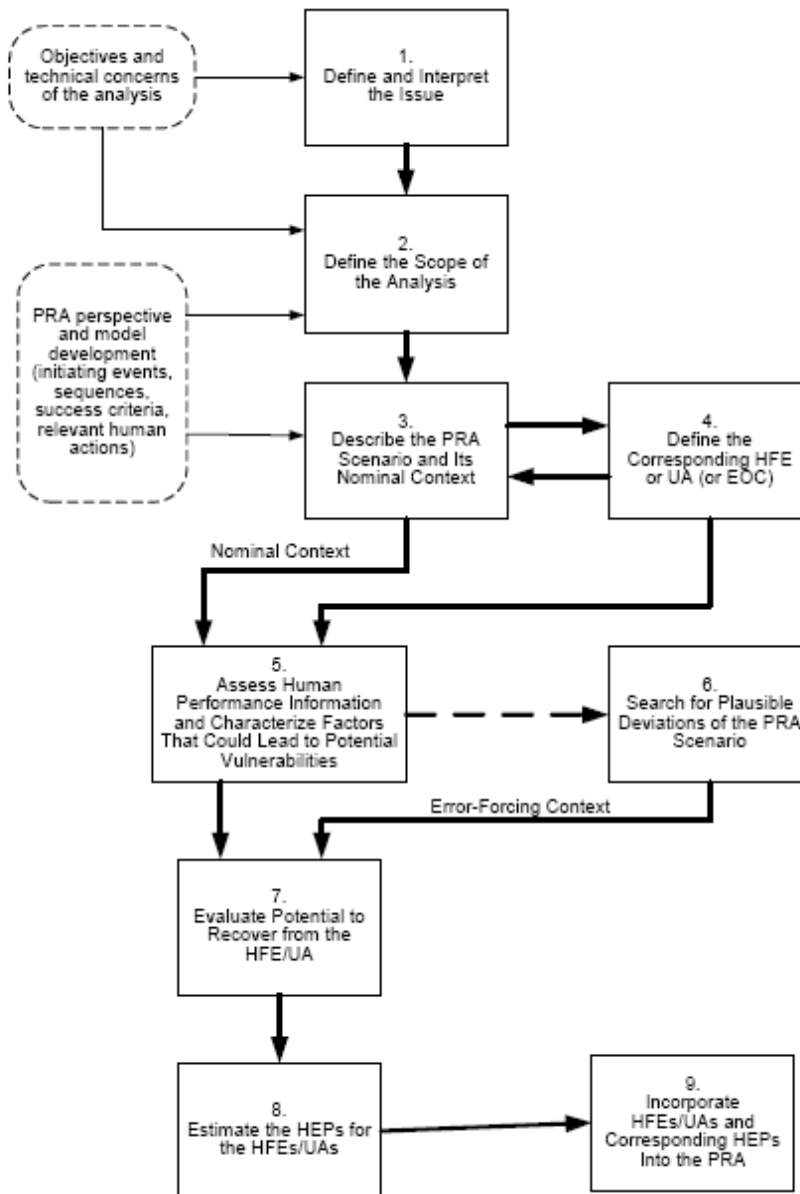 Objectives and
technical concerns
of the analysis
1.
Define and Interpret
the Issue
2.
Define the Scope of
the Analysis
PRA perspective and
and model
development
(initiating events,
sequences,
success criteria,
relevant human
actions)
3.
Describe the PRA
Scenario and Its
Nominal Context
4.
Define the
Corresponding HFE
or UA (or EOC)
Nominal Context
5.
Assess Human
Performance Information
and Characterize Factors
That Could Lead to Potential
Vulnerabilities
6.
Search for Plausible
Deviations of the PRA
Scenario
Error-Forcing Context
7.
Evaluate Potential to
Recover from the
HFE/UA
8.
Estimate the HEPs for
the HFEs/UAs
9.
Incorporate
HFEs/UAs and
Corresponding HEPs
Into the PRA